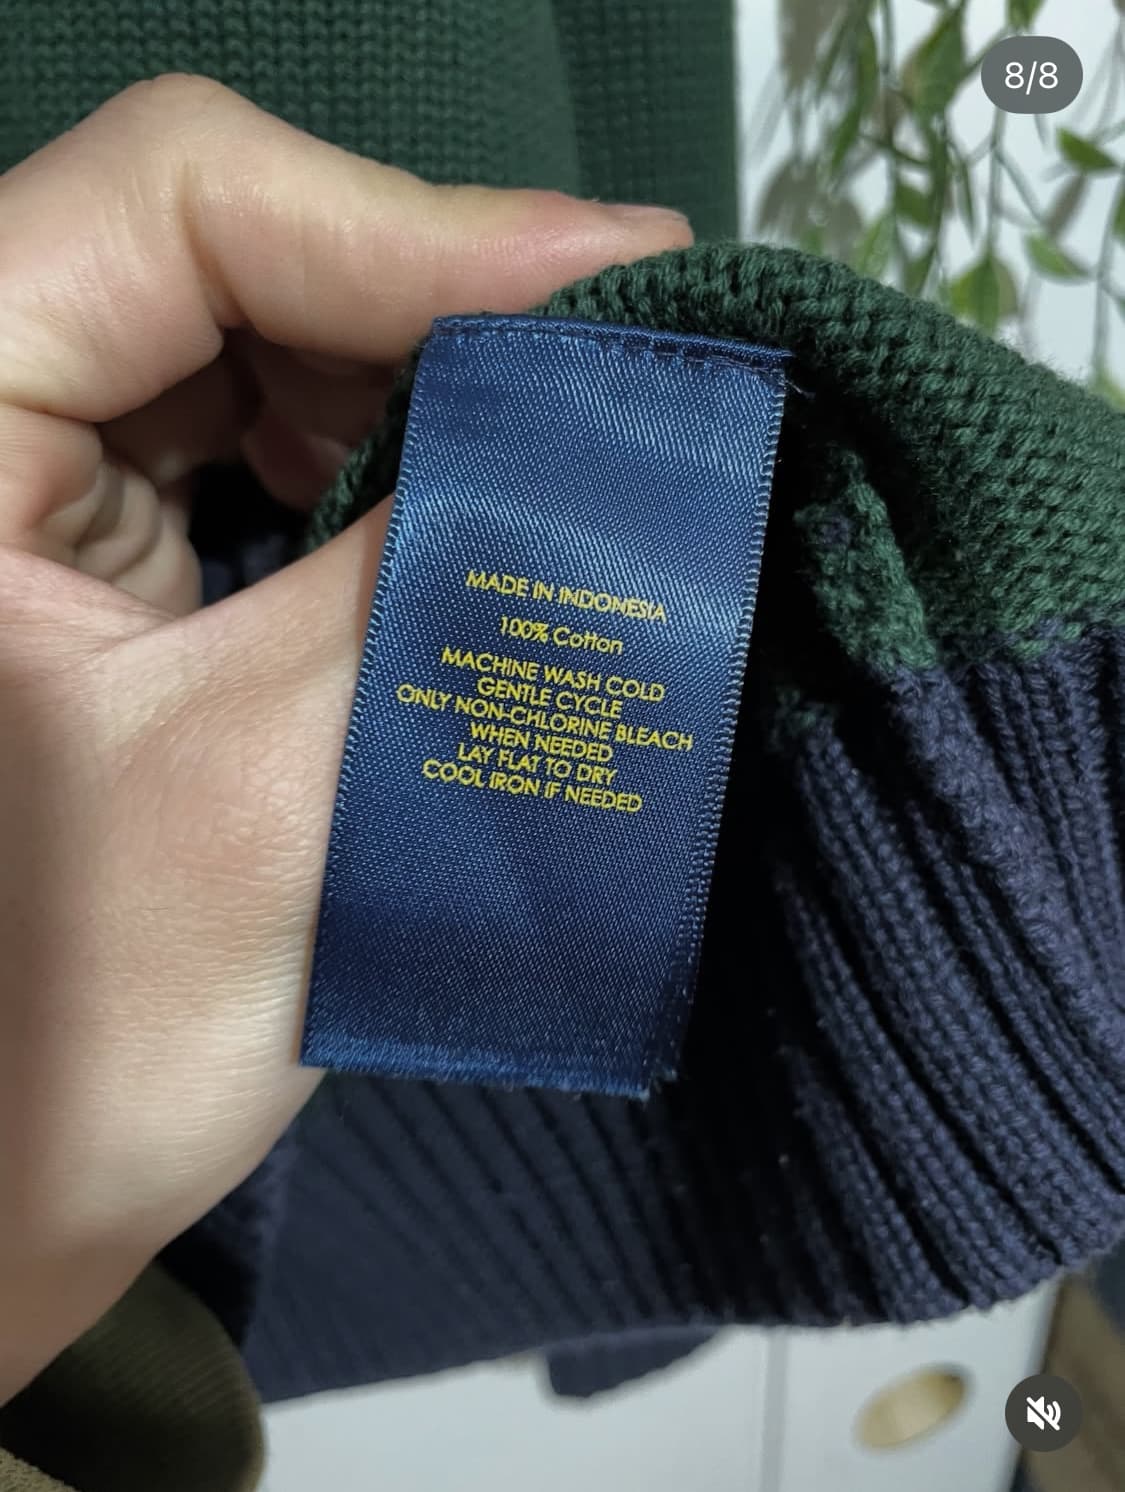 8/8
MADE IN INDONESIA
100% Cotton
MACHINE WASH COLD
GENTLE CYCLE
ONLY NON-CHLORINE BLEACH
WHEN NEEDED
LAY FLAT TO DRY
COOL IRON IF NEEDED